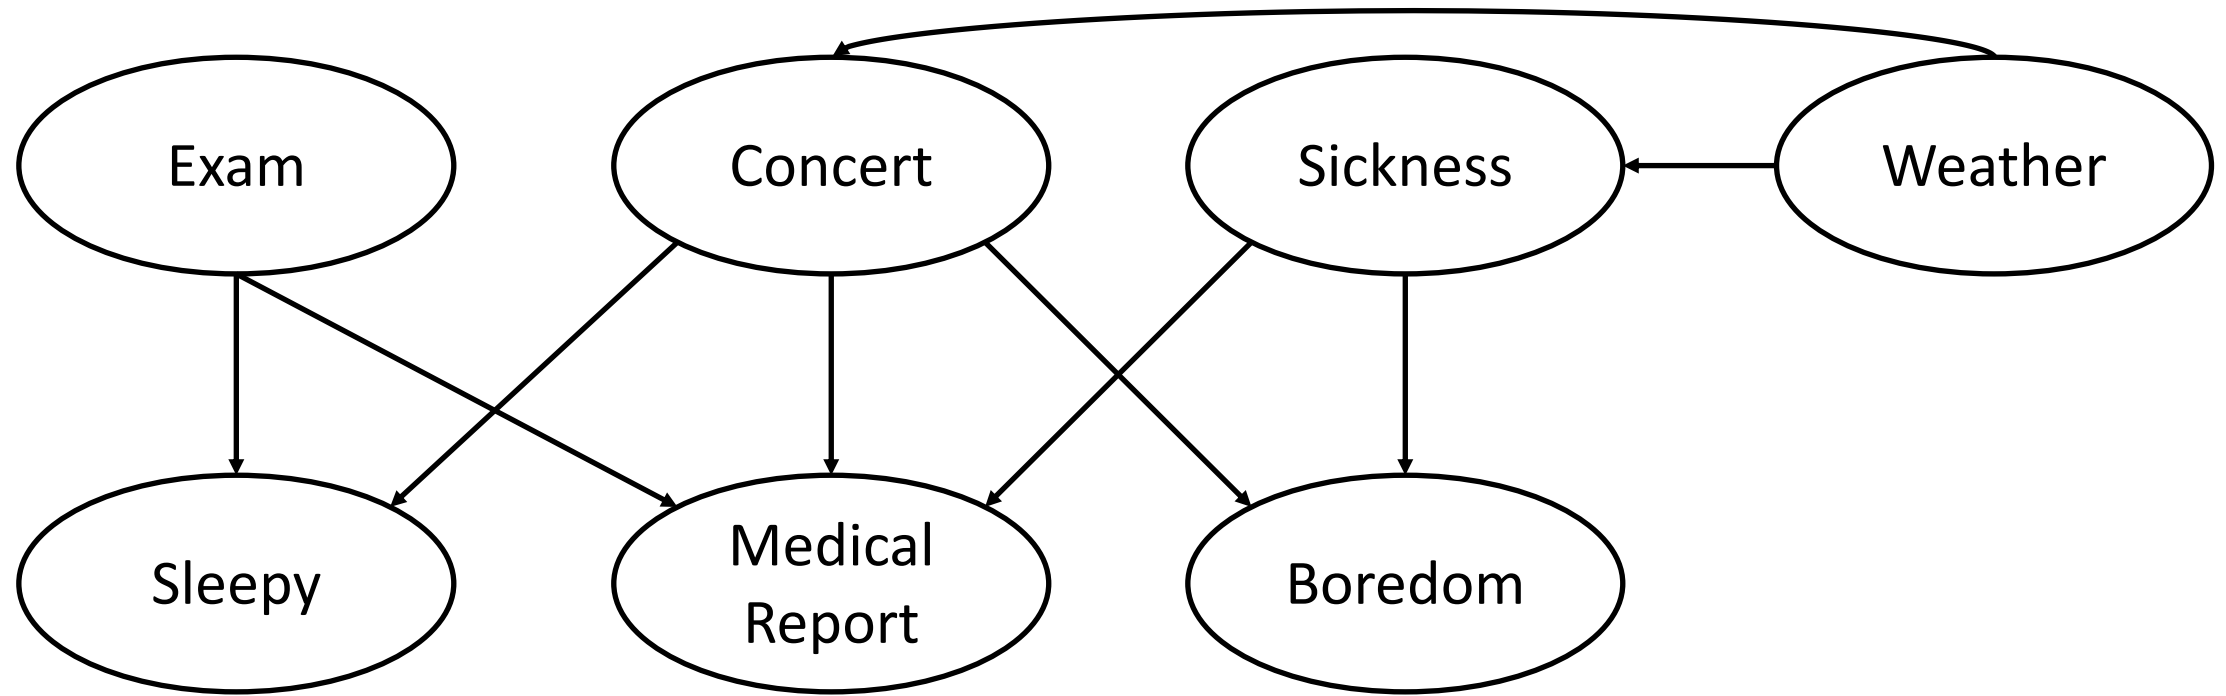 Exam
Concert
Sickness
Weather
Sleepy
Medical
Report
Boredom